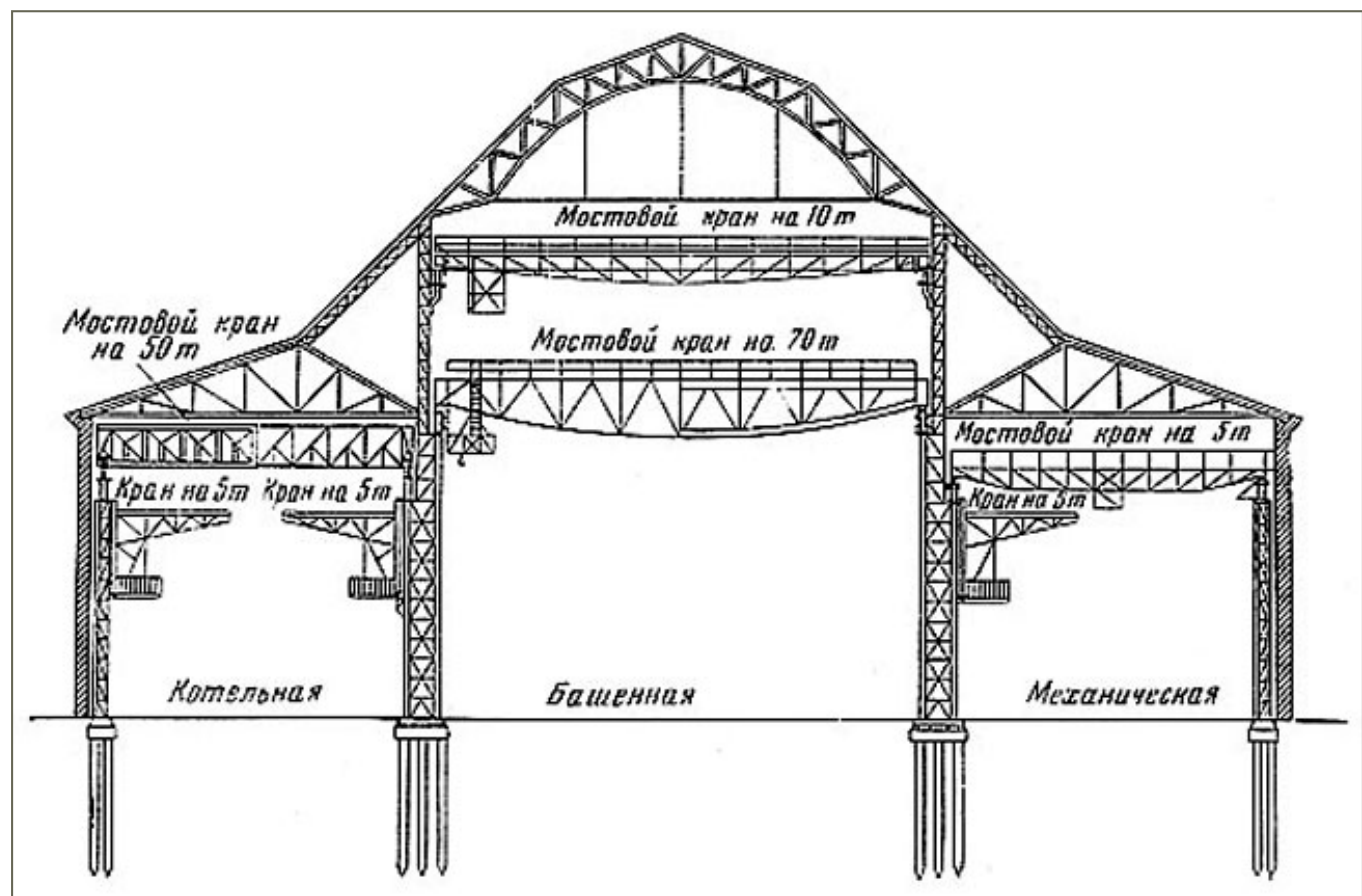 Мостовой кран на 10 т
Мостовой кран
на 50 т
Мостовой кран на. 70 т
Мостовой кран на 5 т
Кран на 5 т Кран на 5 т
Кран на 5 т
Котельная
Башенная
Механическая